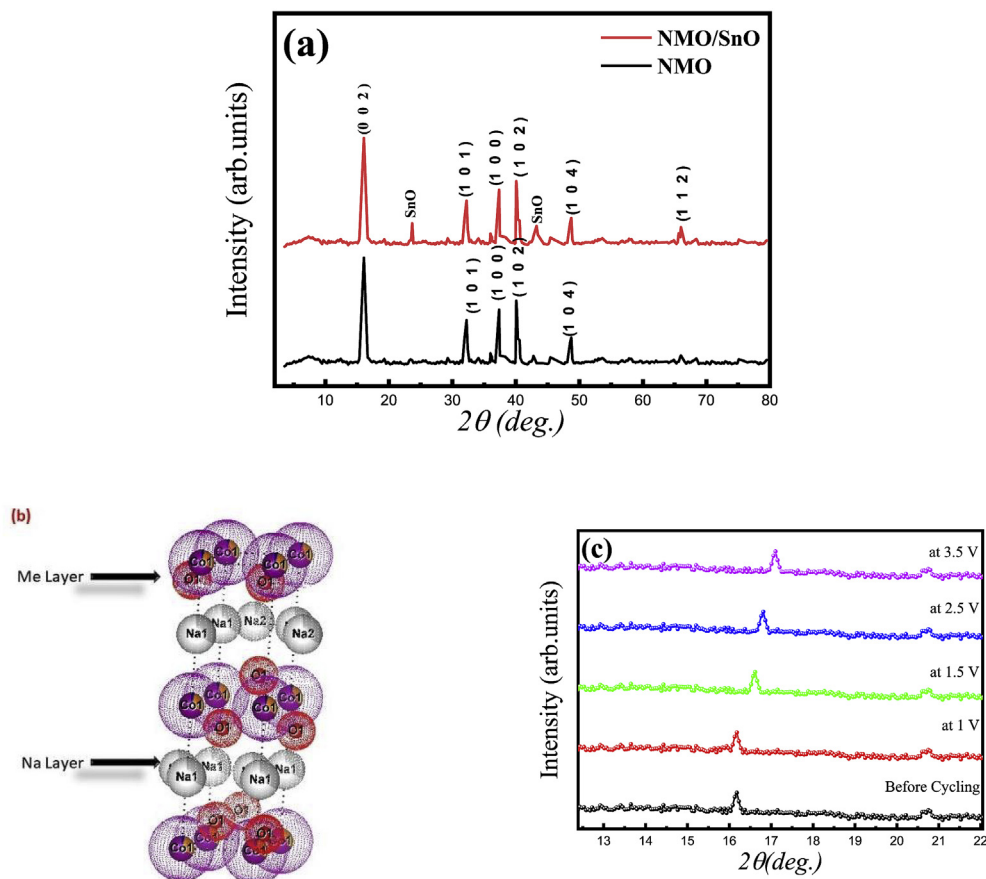 (a)
NMO/SnO
NMO
Intensity (arb.units)
(0 0 2)
SnO
(1 0 1)
(1 0 0)
(1 0 2)
SnO
(1 0 4)
(1 1 2)
(1 0 1)
(1 0 0)
(1 0 2)
(1 0 4)
10 20 30 40 50 60 70 80
2θ (deg.)
(b)
Me Layer
Co1 Co1 Co1 Co1
O1 O1
Na1 Na1 Na2 Na2
O1
Co1 Co1 Co1 Co1
O1 O1
Na Layer
Na1 Na1
O1
O1 O1
Co1 Co1 Co1
(c)
Intensity (arb.units)
at 3.5 V
at 2.5 V
at 1.5 V
at 1 V
Before Cycling
13 14 15 16 17 18 19 20 21 22
2θ(deg.)